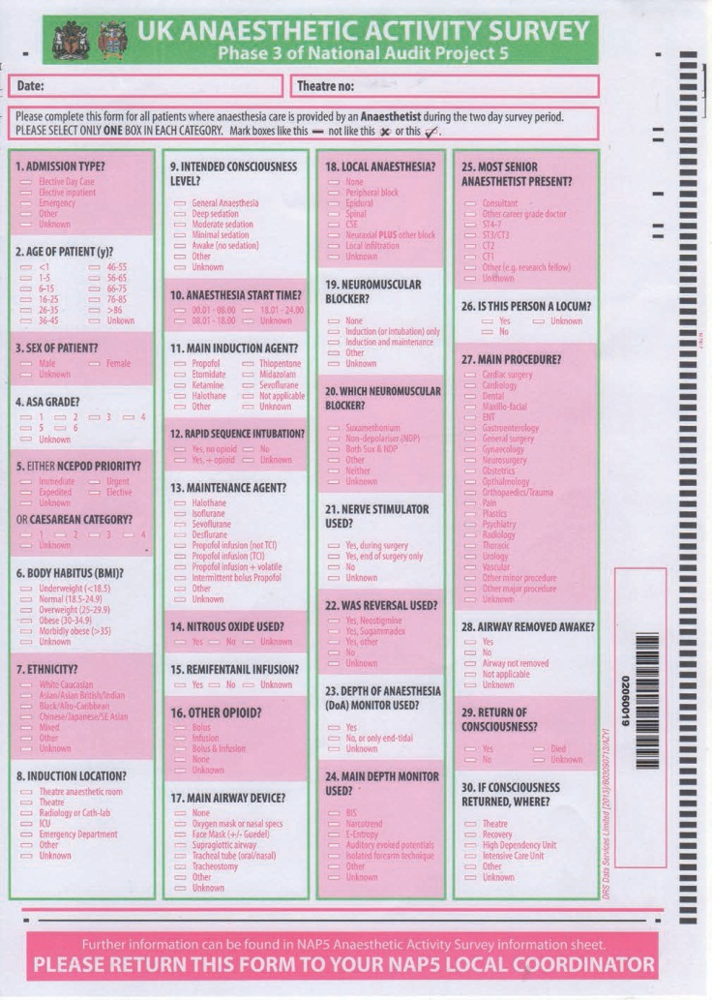 UK ANAESTHETIC ACTIVITY SURVEY
Phase 3 of National Audit Project 5
Date:
Theatre no:
Please complete this form for all patients where anaesthesia care is provided by an Anaesthetist during the two day survey period.
PLEASE SELECT ONLY ONE BOX IN EACH CATEGORY. Mark boxes like this not like this or this .
1. ADMISSION TYPE?
Elective Day Case
Elective inpatient
Emergency
Other
Unknown
2. AGE OF PATIENT (y)?
<1 46-55
1-5 56-65
6-15 66-75
16-25 76-85
26-35 >86
36-45 Unkown
3. SEX OF PATIENT?
Male Female
Unknown
4. ASA GRADE?
1 2 3 4
5 6
Unknown
5. EITHER NCEPOD PRIORITY?
Immediate Urgent
Expedited Elective
Unknown
OR CAESAREAN CATEGORY?
1 2 3 4
Unknown
6. BODY HABITUS (BMI)?
Underweight (<18.5)
Normal (18.5-24.9)
Overweight (25-29.9)
Obese (30-34.9)
Morbidly obese (>35)
Unknown
7. ETHNICITY?
White Caucasian
Asian/Asian British/Indian
Black/Afro-Caribbean
Chinese/Japanese/SE Asian
Mixed
Other
Unknown
8. INDUCTION LOCATION?
Theatre anaesthetic room
Theatre
Radiology or Cath-lab
ICU
Emergency Department
Other
Unknown
9. INTENDED CONSCIOUSNESS
LEVEL?
General Anaesthesia
Deep sedation
Moderate sedation
Minimal sedation
Awake (no sedation)
Other
Unknown
10. ANAESTHESIA START TIME?
00.01 - 08.00 18.01 - 24.00
08.01 - 18.00 Unknown
11. MAIN INDUCTION AGENT?
Propofol Thiopentone
Etomidate Midazolam
Ketamine Sevoflurane
Halothane Not applicable
Other Unknown
12. RAPID SEQUENCE INTUBATION?
Yes, no opioid No
Yes, + opioid Unknown
13. MAINTENANCE AGENT?
Halothane
Isoflurane
Sevoflurane
Desflurane
Propofol infusion (not TCI)
Propofol infusion (TCI)
Propofol infusion + volatile
Intermittent bolus Propofol
Other
Unknown
14. NITROUS OXIDE USED?
Yes No Unknown
15. REMIFENTANIL INFUSION?
Yes No Unknown
16. OTHER OPIOID?
Bolus
Infusion
Bolus & Infusion
None
Unknown
17. MAIN AIRWAY DEVICE?
None
Oxygen mask or nasal specs
Face Mask (+/- Guedel)
Supraglottic airway
Tracheal tube (oral/nasal)
Tracheostomy
Other
Unknown
18. LOCAL ANAESTHESIA?
None
Peripheral block
Epidural
Spinal
CSE
Neuraxial PLUS other block
Local infiltration
Unknown
19. NEUROMUSCULAR
BLOCKER?
None
Induction (or intubation) only
Induction and maintenance
Other
Unknown
20. WHICH NEUROMUSCULAR
BLOCKER?
Suxamethonium
Non-depolariser (NDP)
Both Sux & NDP
Other
Neither
Unknown
21. NERVE STIMULATOR
USED?
Yes, during surgery
Yes, end of surgery only
No
Unknown
22. WAS REVERSAL USED?
Yes, Neostigmine
Yes, Sugammadex
Yes, other
No
Unknown
23. DEPTH OF ANAESTHESIA
(DoA) MONITOR USED?
Yes
No, or only end-tidal
Unknown
24. MAIN DEPTH MONITOR
USED?
BIS
Narcotrend
E-Entropy
Auditory evoked potentials
Isolated forearm technique
Other
Unknown
25. MOST SENIOR
ANAESTHETIST PRESENT?
Consultant
Other career grade doctor
ST4-7
ST3/CT3
CT2
CT1
Other (e.g. research fellow)
Unknown
26. IS THIS PERSON A LOCUM?
Yes Unknown
No
27. MAIN PROCEDURE?
Cardiac surgery
Cardiology
Dental
Maxillo-facial
ENT
Gastroenterology
General surgery
Gynaecology
Neurosurgery
Obstetrics
Opthalmology
Orthopaedics/Trauma
Pain
Plastics
Psychiatry
Radiology
Thoracic
Urology
Vascular
Other minor procedure
Other major procedure
Unknown
28. AIRWAY REMOVED AWAKE?
Yes
No
Airway not removed
Not applicable
Unknown
29. RETURN OF
CONSCIOUSNESS?
Yes Died
No Unknown
30. IF CONSCIOUSNESS
RETURNED, WHERE?
Theatre
Recovery
High Dependency Unit
Intensive Care Unit
Other
Unknown
DRS Data Services Limited [2013]/B03090713/AZYI
02060019
Further information can be found in NAP5 Anaesthetic Activity Survey information sheet.
PLEASE RETURN THIS FORM TO YOUR NAP5 LOCAL COORDINATOR